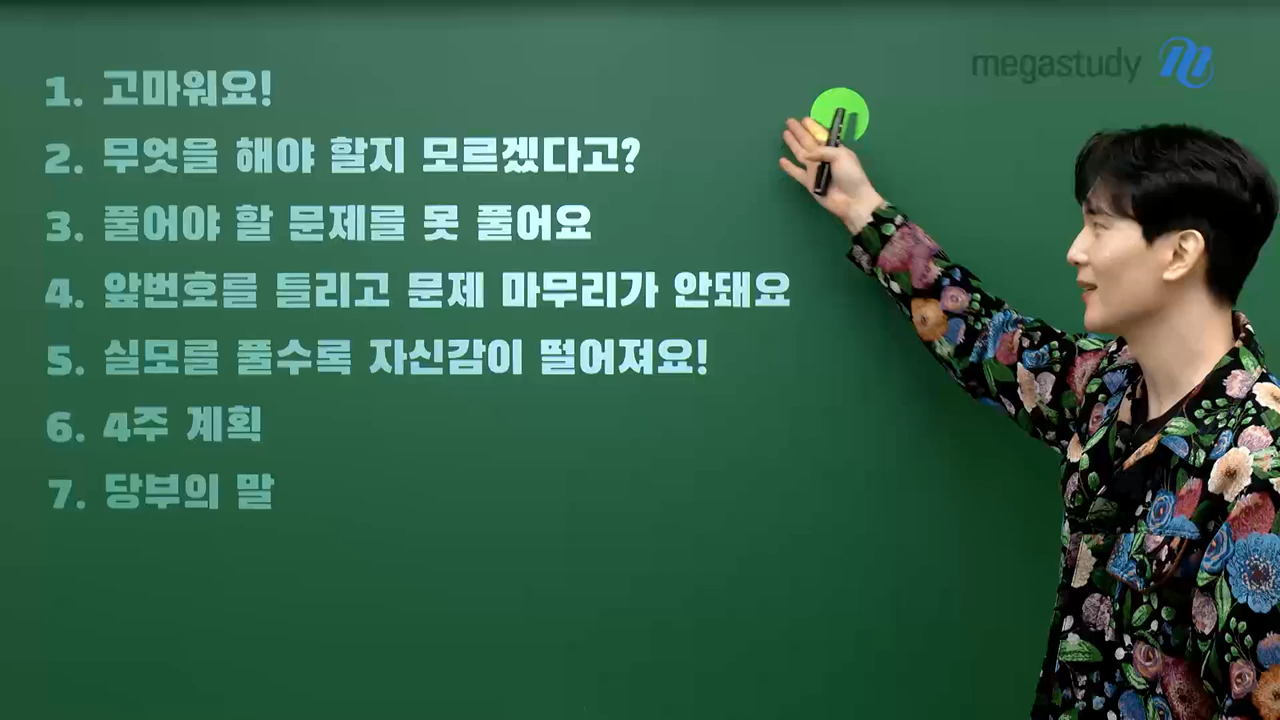 megastudy
1. 고마워요!
2. 무엇을 해야 할지 모르겠다고?
3. 풀어야 할 문제를 못 풀어요
4. 앞번호를 틀리고 문제 마무리가 안돼요
5. 실모를 풀수록 자신감이 떨어져요!
6. 4주 계획
7. 당부의 말